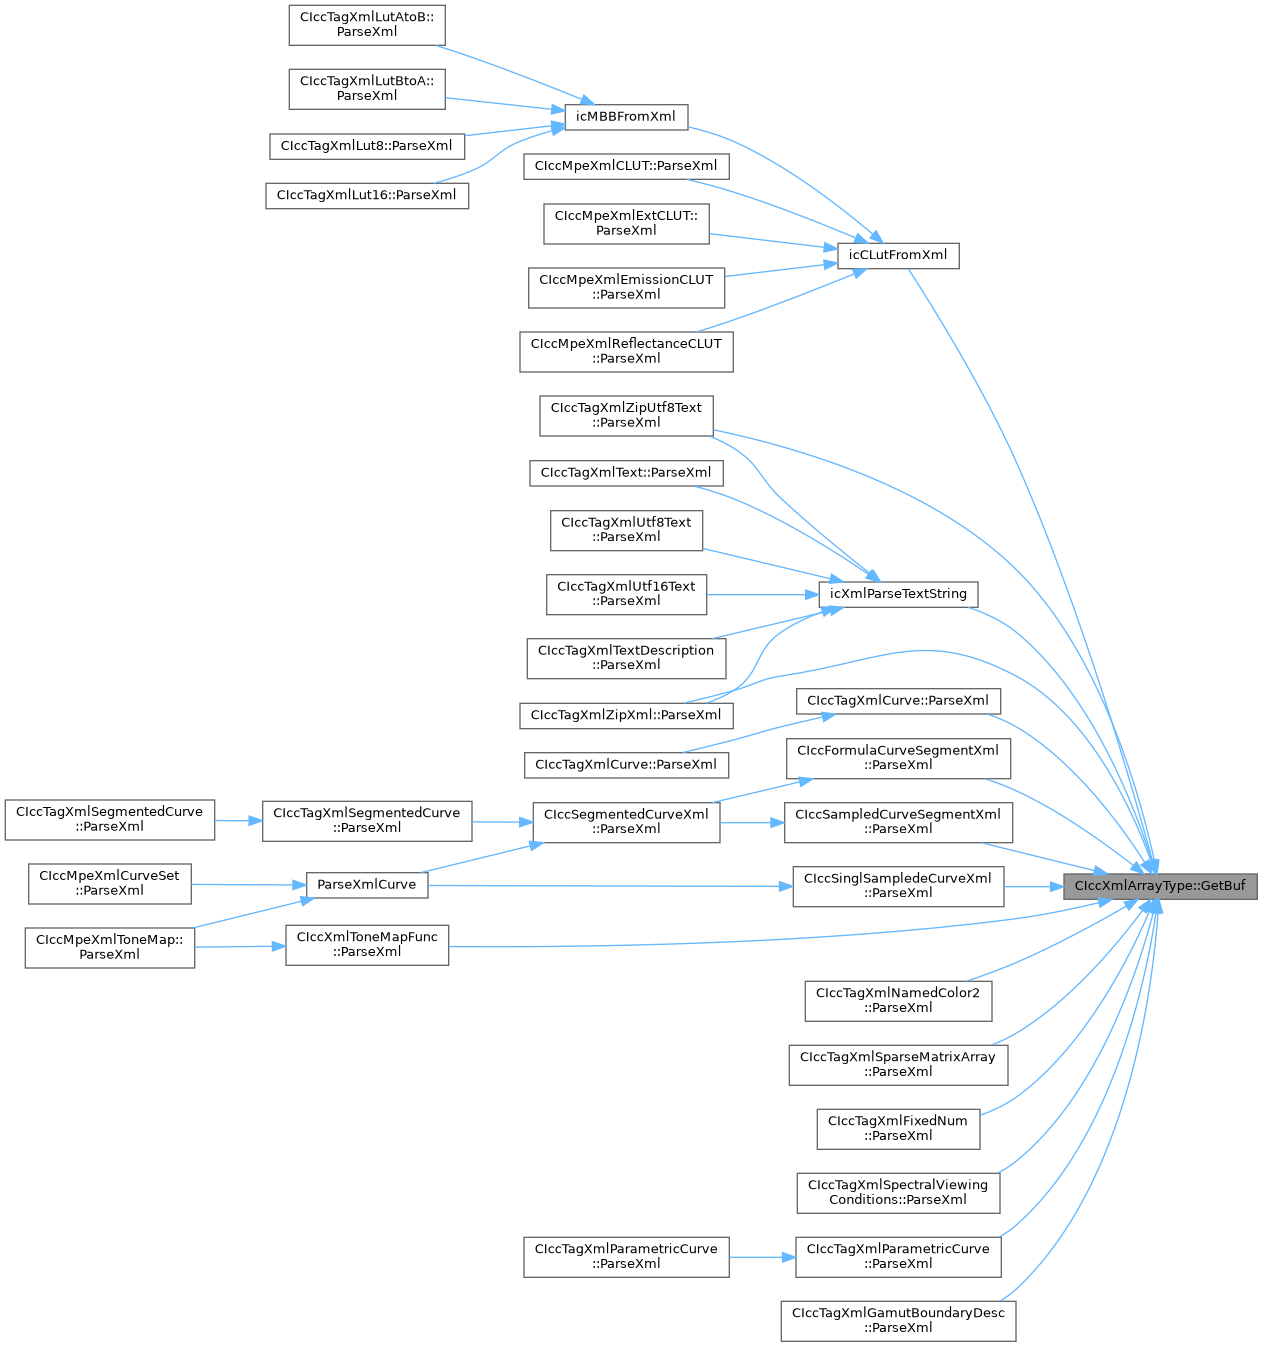 CIccTagXmlLutAtoB::
ParseXml
CIccTagXmlLutBtoA::
ParseXml
icMBBFromXml
CIccTagXmlLut8::ParseXml
CIccMpeXmlCLUT::ParseXml
CIccTagXmlLut16::ParseXml
CIccMpeXmlExtCLUT::
ParseXml
icCLutFromXml
CIccMpeXmlEmissionCLUT
::ParseXml
CIccMpeXmlReflectanceCLUT
::ParseXml
CIccTagXmlZipUtf8Text
::ParseXml
CIccTagXmlText::ParseXml
CIccTagXmlUtf8Text
::ParseXml
CIccTagXmlUtf16Text
::ParseXml
icXmlParseTextString
CIccTagXmlTextDescription
::ParseXml
CIccTagXmlCurve::ParseXml
CIccTagXmlZipXml::ParseXml
CIccFormulaCurveSegmentXml
::ParseXml
CIccTagXmlCurve::ParseXml
CIccTagXmlSegmentedCurve
::ParseXml
CIccTagXmlSegmentedCurve
::ParseXml
CIccSegmentedCurveXml
::ParseXml
CIccSampledCurveSegmentXml
::ParseXml
CIccMpeXmlCurveSet
::ParseXml
ParseXmlCurve
CIccSinglSampledeCurveXml
::ParseXml
CIccXmlArrayType::GetBuf
CIccMpeXmlToneMap::
ParseXml
CIccXmlToneMapFunc
::ParseXml
CIccTagXmlNamedColor2
::ParseXml
CIccTagXmlSparseMatrixArray
::ParseXml
CIccTagXmlFixedNum
::ParseXml
CIccTagXmlSpectralViewing
Conditions::ParseXml
CIccTagXmlParametricCurve
::ParseXml
CIccTagXmlParametricCurve
::ParseXml
CIccTagXmlGamutBoundaryDesc
::ParseXml